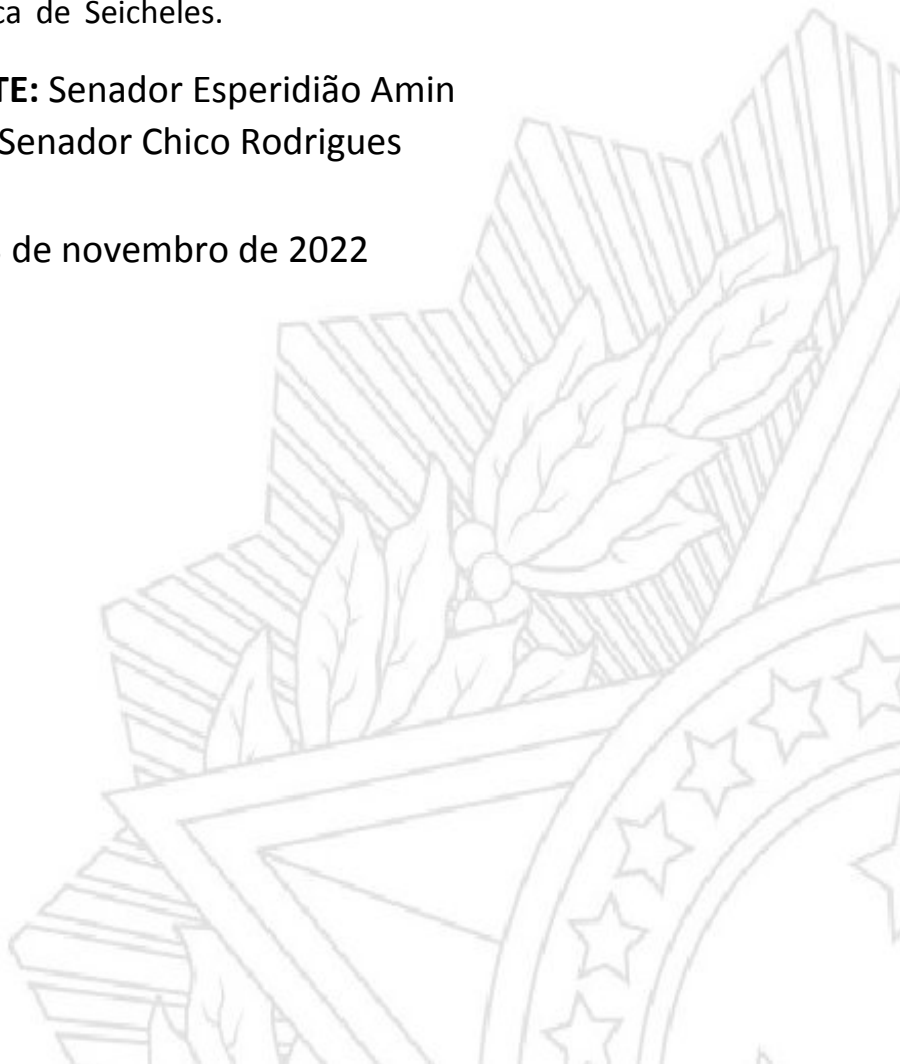 ca de Seicheles.
TE: Senador Esperidião Amin
Senador Chico Rodrigues
de novembro de 2022